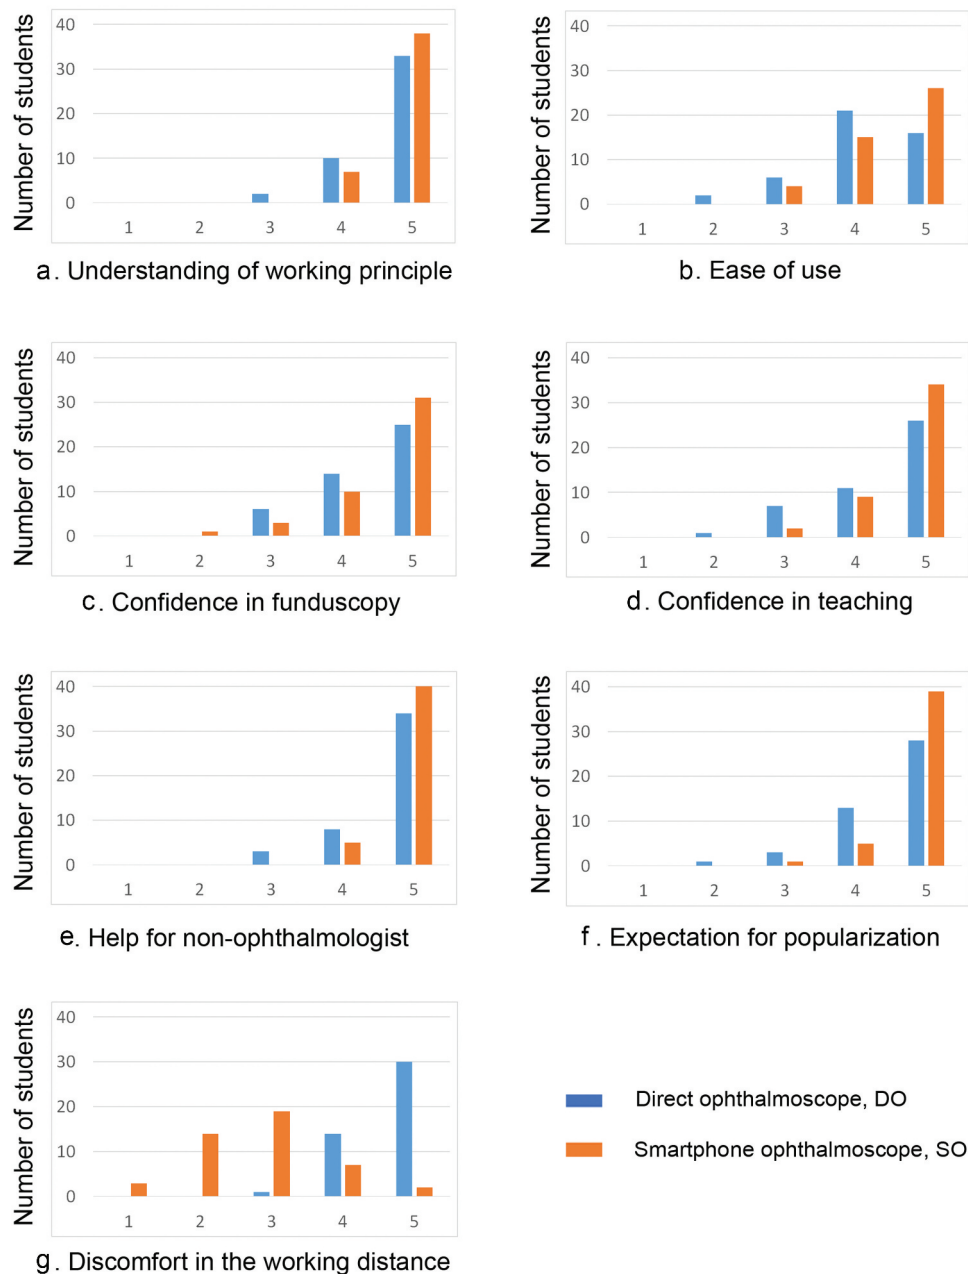 Number of students
40
30
20
10
0
1 2 3 4 5
a. Understanding of working principle
Number of students
40
30
20
10
0
1 2 3 4 5
b. Ease of use
Number of students
40
30
20
10
0
1 2 3 4 5
c. Confidence in funduscopy
Number of students
40
30
20
10
0
1 2 3 4 5
d. Confidence in teaching
Number of students
40
30
20
10
0
1 2 3 4 5
e. Help for non-ophthalmologist
Number of students
40
30
20
10
0
1 2 3 4 5
f. Expectation for popularization
Number of students
40
30
20
10
0
1 2 3 4 5
g. Discomfort in the working distance
Direct ophthalmoscope, DO
Smartphone ophthalmoscope, SO